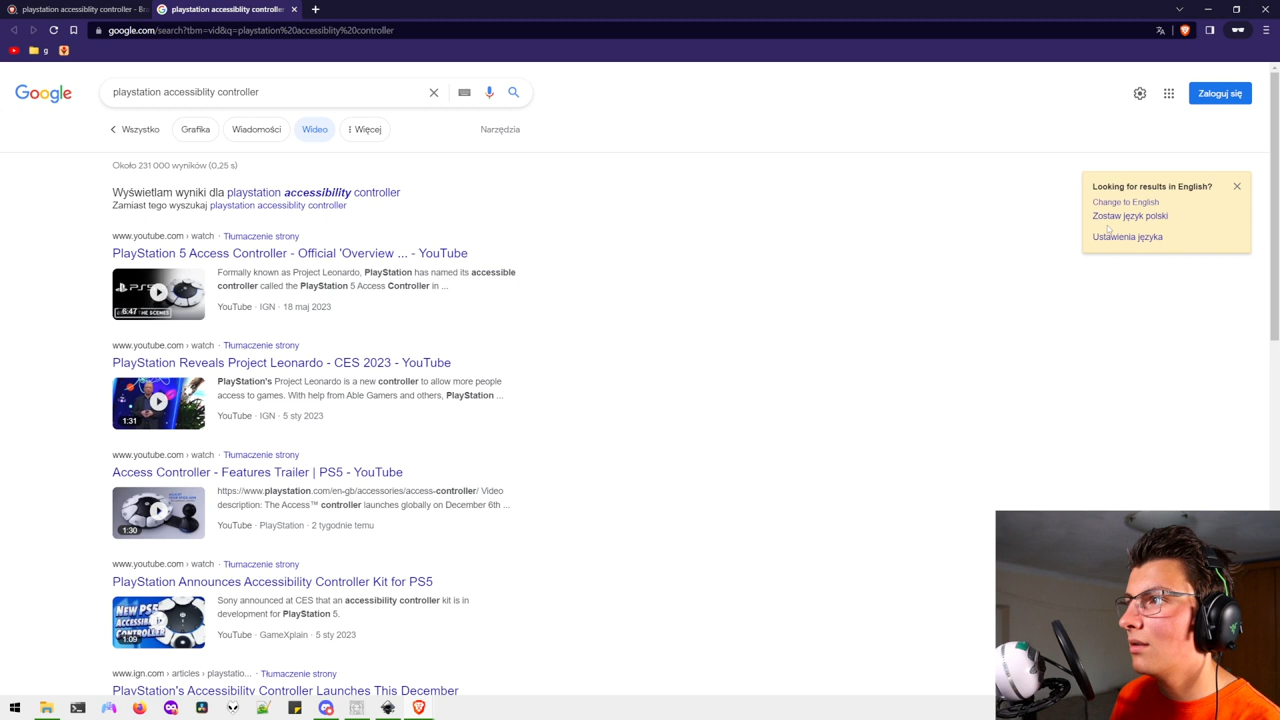 playstation accessiblity controller - Bra
playstation accessiblity controller
google.com/search?tbm=vid&q=playstation%20accessiblity%20controller
g
Google
playstation accessiblity controller
Zaloguj się
Wszystko
Grafika
Wiadomości
Wideo
Więcej
Narzędzia
Około 231 000 wyników (0,25 s)
Looking for results in English?
Change to English
Zostaw język polski
Ustawienia języka
Wyświetlam wyniki dla playstation accessibility controller
Zamiast tego wyszukaj playstation accessiblity controller
www.youtube.com › watch · Tłumaczenie strony
PlayStation 5 Access Controller - Official 'Overview ... - YouTube
Formally known as Project Leonardo, PlayStation has named its accessible
controller called the PlayStation 5 Access Controller in ...
YouTube · IGN · 18 maj 2023
PS5
THE SCENES
6:47
www.youtube.com › watch · Tłumaczenie strony
PlayStation Reveals Project Leonardo - CES 2023 - YouTube
PlayStation's Project Leonardo is a new controller to allow more people
access to games. With help from Able Gamers and others, PlayStation ...
YouTube · IGN · 5 sty 2023
1:31
www.youtube.com › watch · Tłumaczenie strony
Access Controller - Features Trailer | PS5 - YouTube
https://www.playstation.com/en-gb/accessories/access-controller/ Video
description: The Access™ controller launches globally on December 6th ...
YouTube · PlayStation · 2 tygodnie temu
1:30
www.youtube.com › watch · Tłumaczenie strony
PlayStation Announces Accessibility Controller Kit for PS5
Sony announced at CES that an accessibility controller kit is in
development for PlayStation 5.
YouTube · GameXplain · 5 sty 2023
NEW PS5
1:09
www.ign.com › articles › playstatio... · Tłumaczenie strony
PlayStation's Accessibility Controller Launches This December